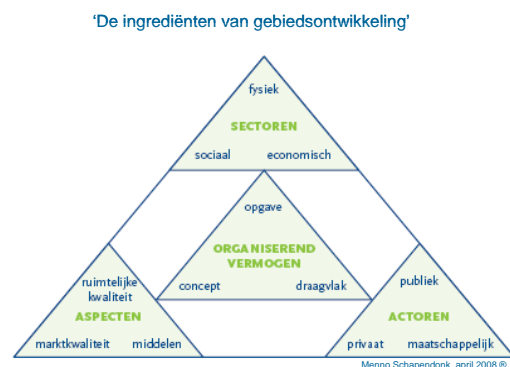 ‘De ingrediënten van gebiedsontwikkeling’
fysiek
SECTOREN
sociaal economisch
opgave
ORGANISEREND
VERMOGEN
concept draagvlak
ruimtelijke
kwaliteit
ASPECTEN
marktkwaliteit middelen
publiek
ACTOREN
privaat maatschappelijk
Menno Schapendonk, april 2008 ®